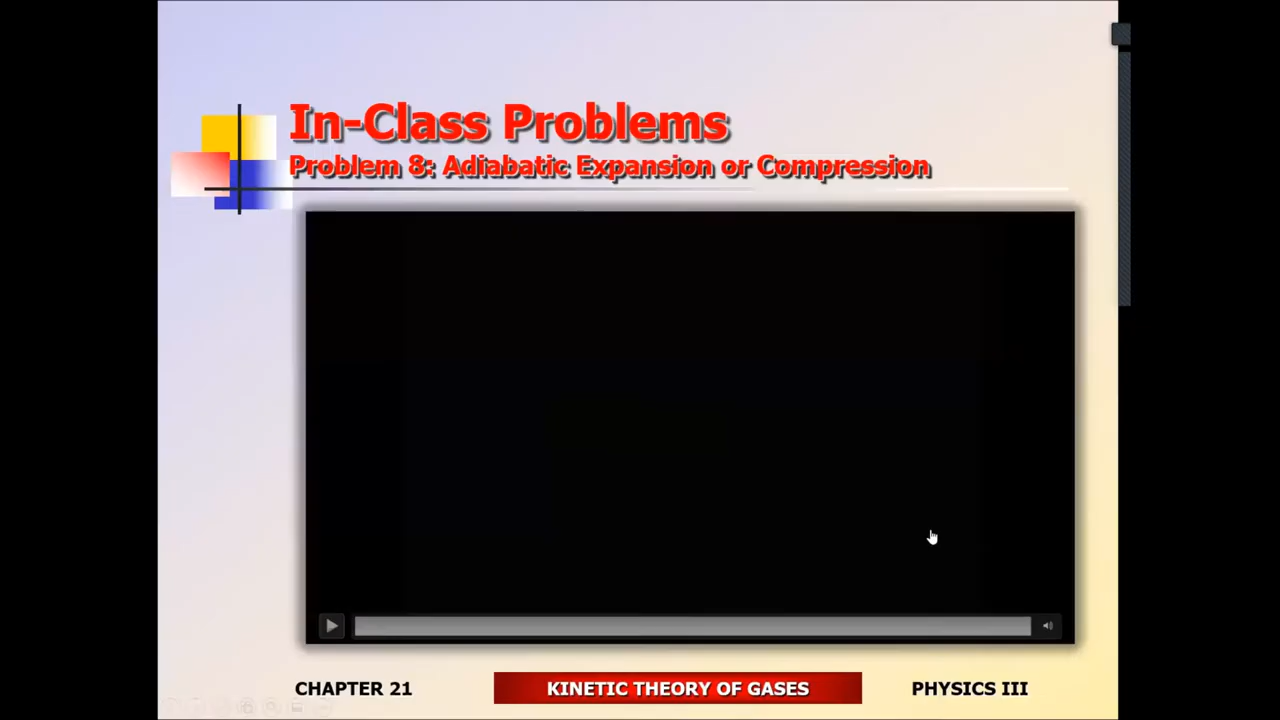 In-Class Problems
Problem 8: Adiabatic Expansion or Compression
CHAPTER 21
KINETIC THEORY OF GASES
PHYSICS III